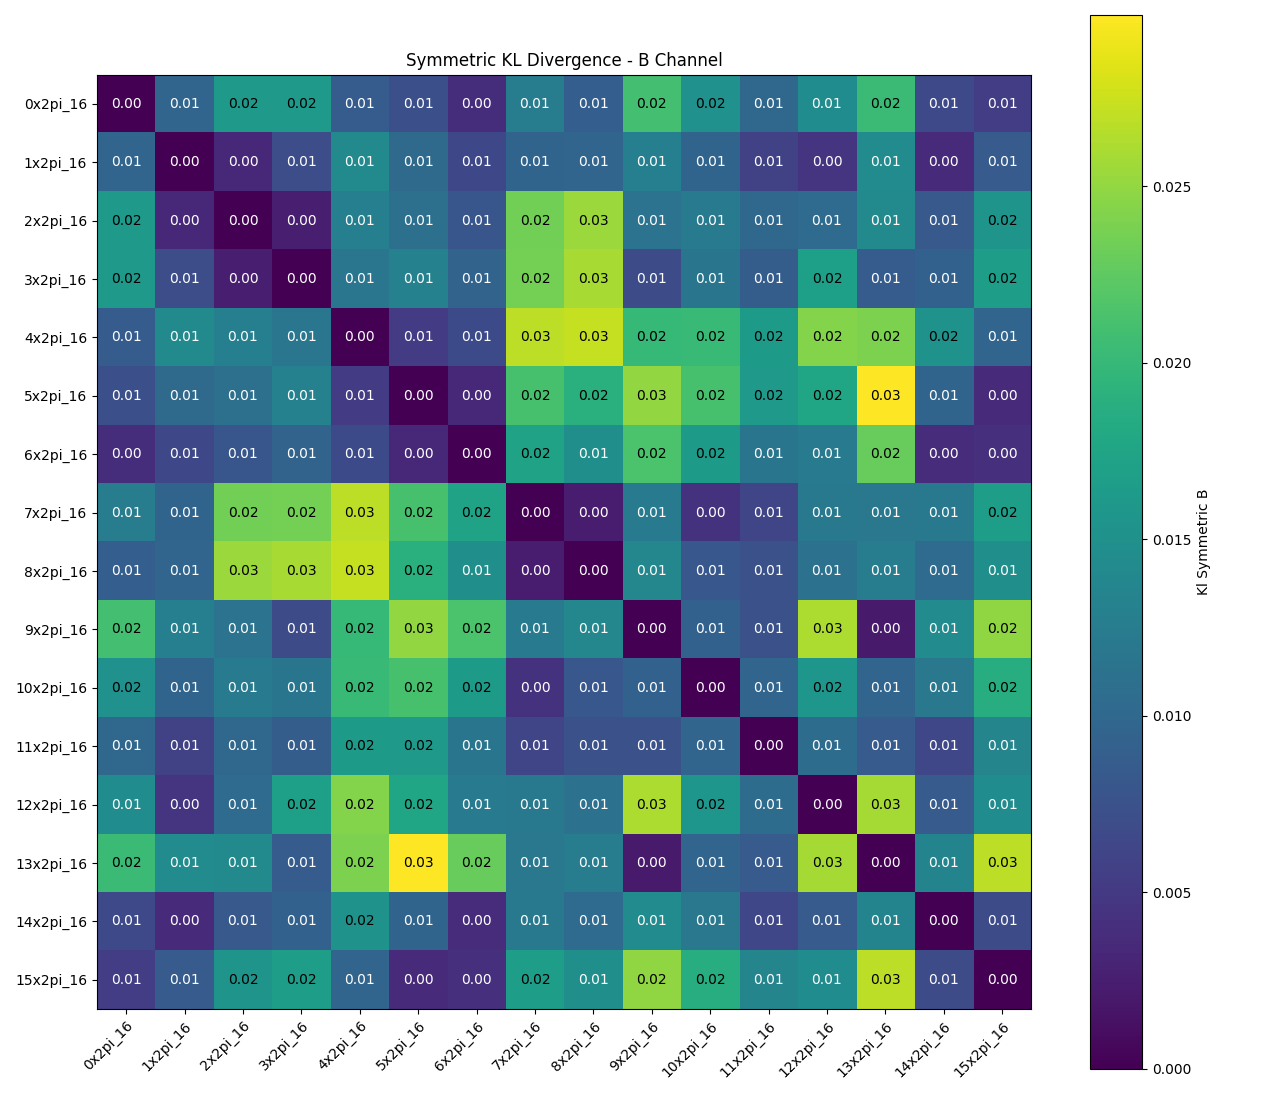 Symmetric KL Divergence - B Channel
0x2pi_16 0.00 0.01 0.02 0.02 0.01 0.01 0.00 0.01 0.01 0.02 0.02 0.01 0.01 0.02 0.01 0.01
1x2pi_16 0.01 0.00 0.00 0.01 0.01 0.01 0.01 0.01 0.01 0.01 0.01 0.01 0.00 0.01 0.00 0.01
2x2pi_16 0.02 0.00 0.00 0.00 0.01 0.01 0.01 0.02 0.03 0.01 0.01 0.01 0.01 0.01 0.01 0.02
3x2pi_16 0.02 0.01 0.00 0.00 0.01 0.01 0.01 0.02 0.03 0.01 0.01 0.01 0.02 0.01 0.01 0.02
4x2pi_16 0.01 0.01 0.01 0.01 0.00 0.01 0.01 0.03 0.03 0.02 0.02 0.02 0.02 0.02 0.02 0.01
5x2pi_16 0.01 0.01 0.01 0.01 0.01 0.00 0.00 0.02 0.02 0.03 0.02 0.02 0.02 0.03 0.01 0.00
6x2pi_16 0.00 0.01 0.01 0.01 0.01 0.00 0.00 0.02 0.01 0.02 0.02 0.01 0.01 0.02 0.00 0.00
7x2pi_16 0.01 0.01 0.02 0.02 0.03 0.02 0.02 0.00 0.00 0.01 0.00 0.01 0.01 0.01 0.01 0.02
8x2pi_16 0.01 0.01 0.03 0.03 0.03 0.02 0.01 0.00 0.00 0.01 0.01 0.01 0.01 0.01 0.01 0.01
9x2pi_16 0.02 0.01 0.01 0.01 0.02 0.03 0.02 0.01 0.01 0.00 0.01 0.01 0.03 0.00 0.01 0.02
10x2pi_16 0.02 0.01 0.01 0.01 0.02 0.02 0.02 0.00 0.01 0.01 0.00 0.01 0.02 0.01 0.01 0.02
11x2pi_16 0.01 0.01 0.01 0.01 0.02 0.02 0.01 0.01 0.01 0.01 0.01 0.00 0.01 0.01 0.01 0.01
12x2pi_16 0.01 0.00 0.01 0.02 0.02 0.02 0.01 0.01 0.01 0.03 0.02 0.01 0.00 0.03 0.01 0.01
13x2pi_16 0.02 0.01 0.01 0.01 0.02 0.03 0.02 0.01 0.01 0.00 0.01 0.01 0.03 0.00 0.01 0.03
14x2pi_16 0.01 0.00 0.01 0.01 0.02 0.01 0.00 0.01 0.01 0.01 0.01 0.01 0.01 0.01 0.00 0.01
15x2pi_16 0.01 0.01 0.02 0.02 0.01 0.00 0.00 0.02 0.01 0.02 0.02 0.01 0.01 0.03 0.01 0.00
0x2pi_16 1x2pi_16 2x2pi_16 3x2pi_16 4x2pi_16 5x2pi_16 6x2pi_16 7x2pi_16 8x2pi_16 9x2pi_16 10x2pi_16 11x2pi_16 12x2pi_16 13x2pi_16 14x2pi_16 15x2pi_16
0.025
0.020
0.015
0.010
0.005
0.000
Kl Symmetric B